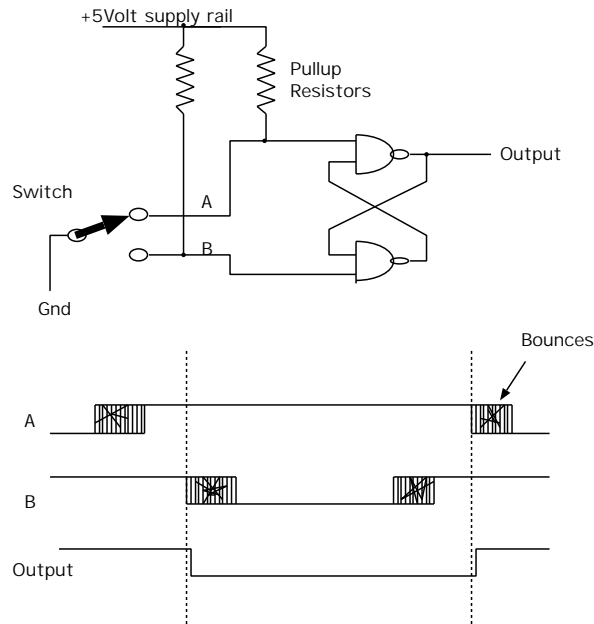 +5Volt supply rail
Pullup
Resistors
Output
Switch
A
B
Gnd
Bounces
A
B
Output